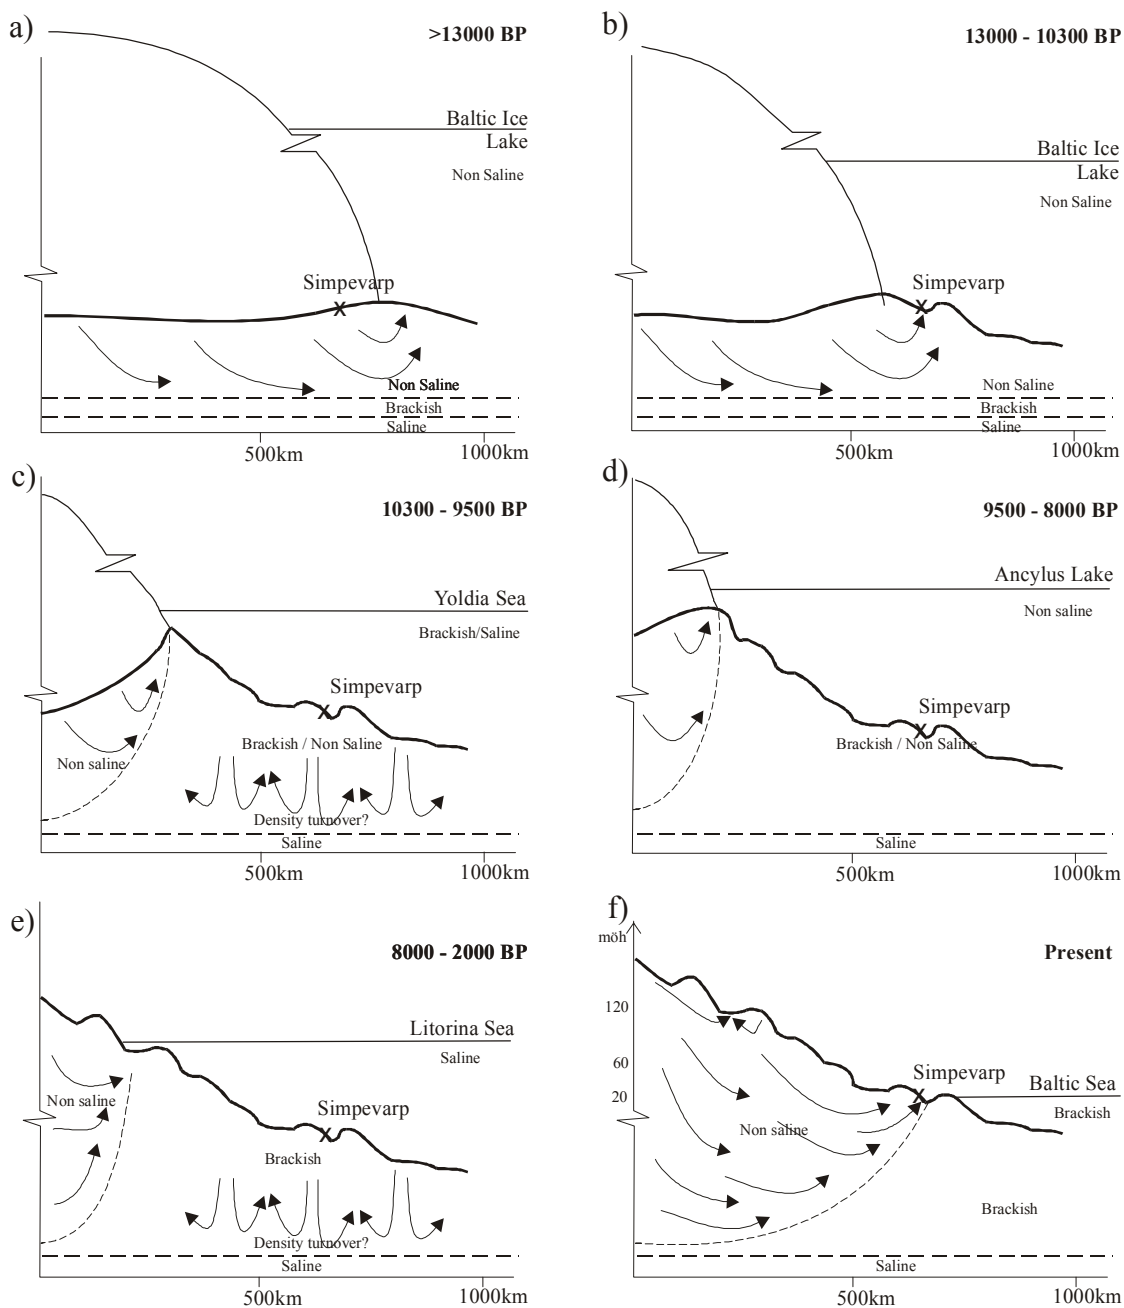 a)
>13000 BP
Baltic Ice
Lake
Non Saline
Simpevarp
X
Non Saline
Brackish
Saline
500km
1000km
b)
13000 - 10300 BP
Baltic Ice
Lake
Non Saline
Simpevarp
X
Non Saline
Brackish
Saline
500km
1000km
c)
10300 - 9500 BP
Yoldia Sea
Brackish/Saline
Simpevarp
X
Brackish / Non Saline
Non saline
Density turnover?
Saline
500km
1000km
d)
9500 - 8000 BP
Ancylus Lake
Non saline
Simpevarp
X
Brackish / Non Saline
Saline
500km
1000km
e)
8000 - 2000 BP
Litorina Sea
Saline
Non saline
Simpevarp
X
Brackish
Density turnover?
Saline
500km
1000km
f)
möh
Present
120
60
20
Simpevarp
X
Baltic Sea
Brackish
Non saline
Brackish
Saline
500km
1000km